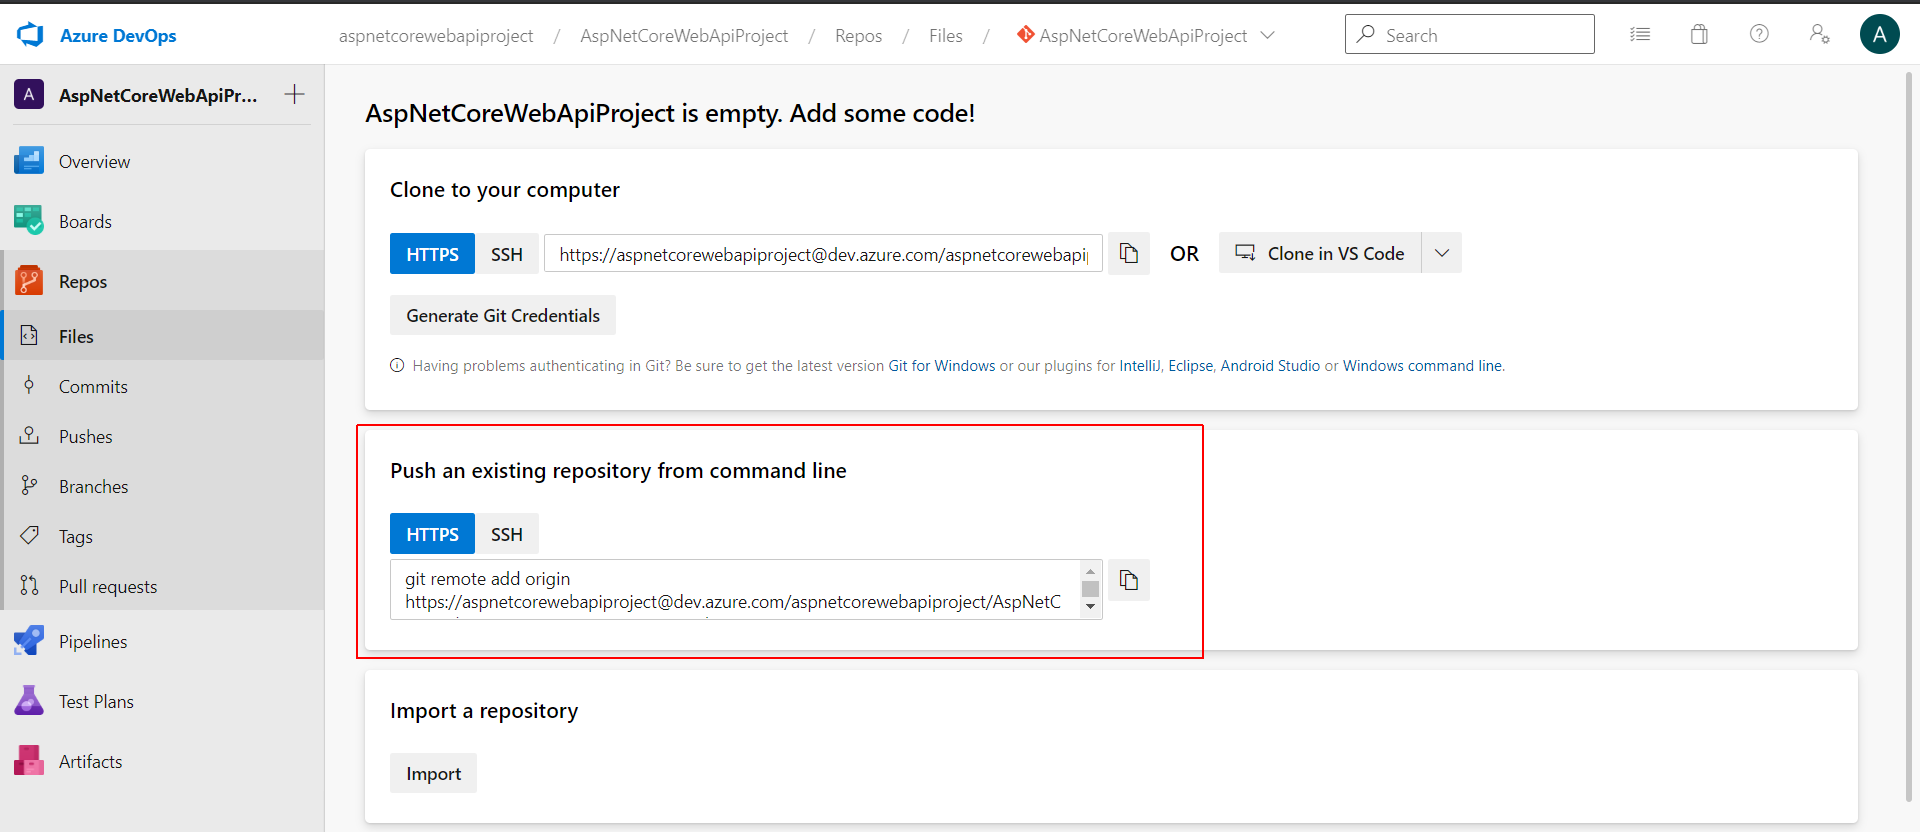 Azure DevOps
aspnetcorewebapiproject / AspNetCoreWebApiProject / Repos / Files / AspNetCoreWebApiProject
Search
A
A AspNetCoreWebApiPr...
Overview
Boards
Repos
Files
Commits
Pushes
Branches
Tags
Pull requests
Pipelines
Test Plans
Artifacts
AspNetCoreWebApiProject is empty. Add some code!
Clone to your computer
HTTPS SSH https://aspnetcorewebapiproject@dev.azure.com/aspnetcorewebapi OR Clone in VS Code
Generate Git Credentials
Having problems authenticating in Git? Be sure to get the latest version Git for Windows or our plugins for IntelliJ, Eclipse, Android Studio or Windows command line.
Push an existing repository from command line
HTTPS SSH
git remote add origin
https://aspnetcorewebapiproject@dev.azure.com/aspnetcorewebapiproject/AspNetC
Import a repository
Import